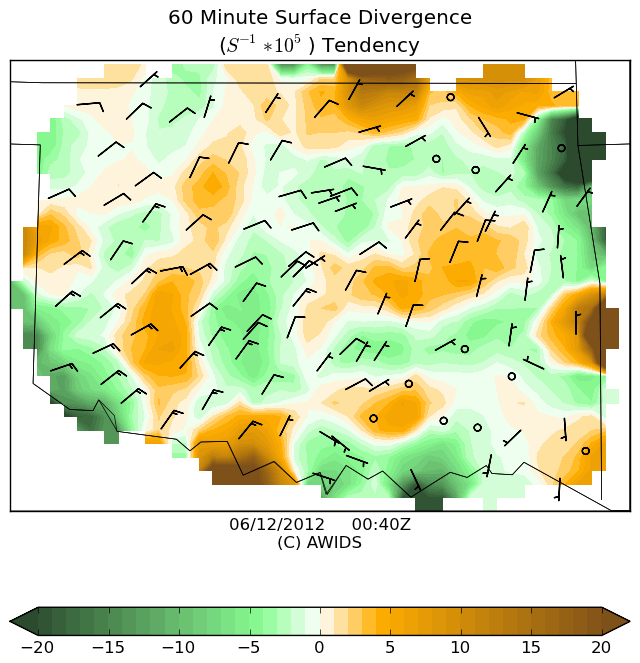 60 Minute Surface Divergence
(S⁻¹ * 10⁵ ) Tendency
06/12/2012 00:40Z
(C) AWIDS
−20 −15 −10 −5 0 5 10 15 20